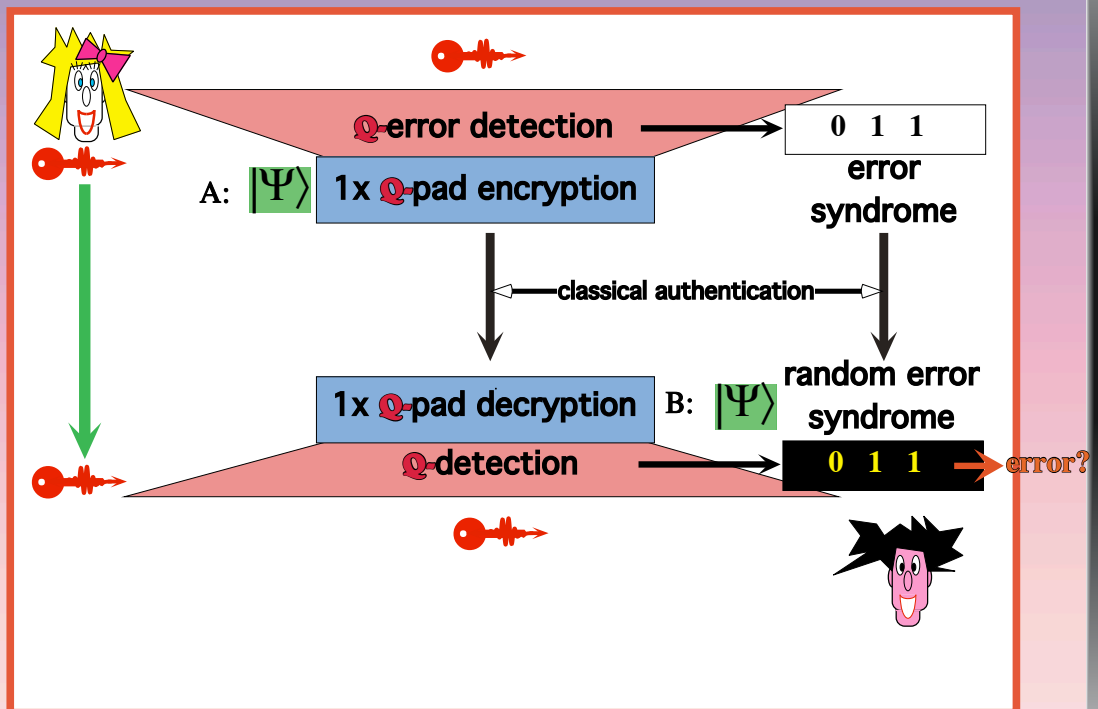 Q-error detection
0 1 1
error
syndrome
A: |Ψ⟩
1x Q-pad encryption
classical authentication
1x Q-pad decryption
B: |Ψ⟩
random error
syndrome
Q-detection
0 1 1
error?